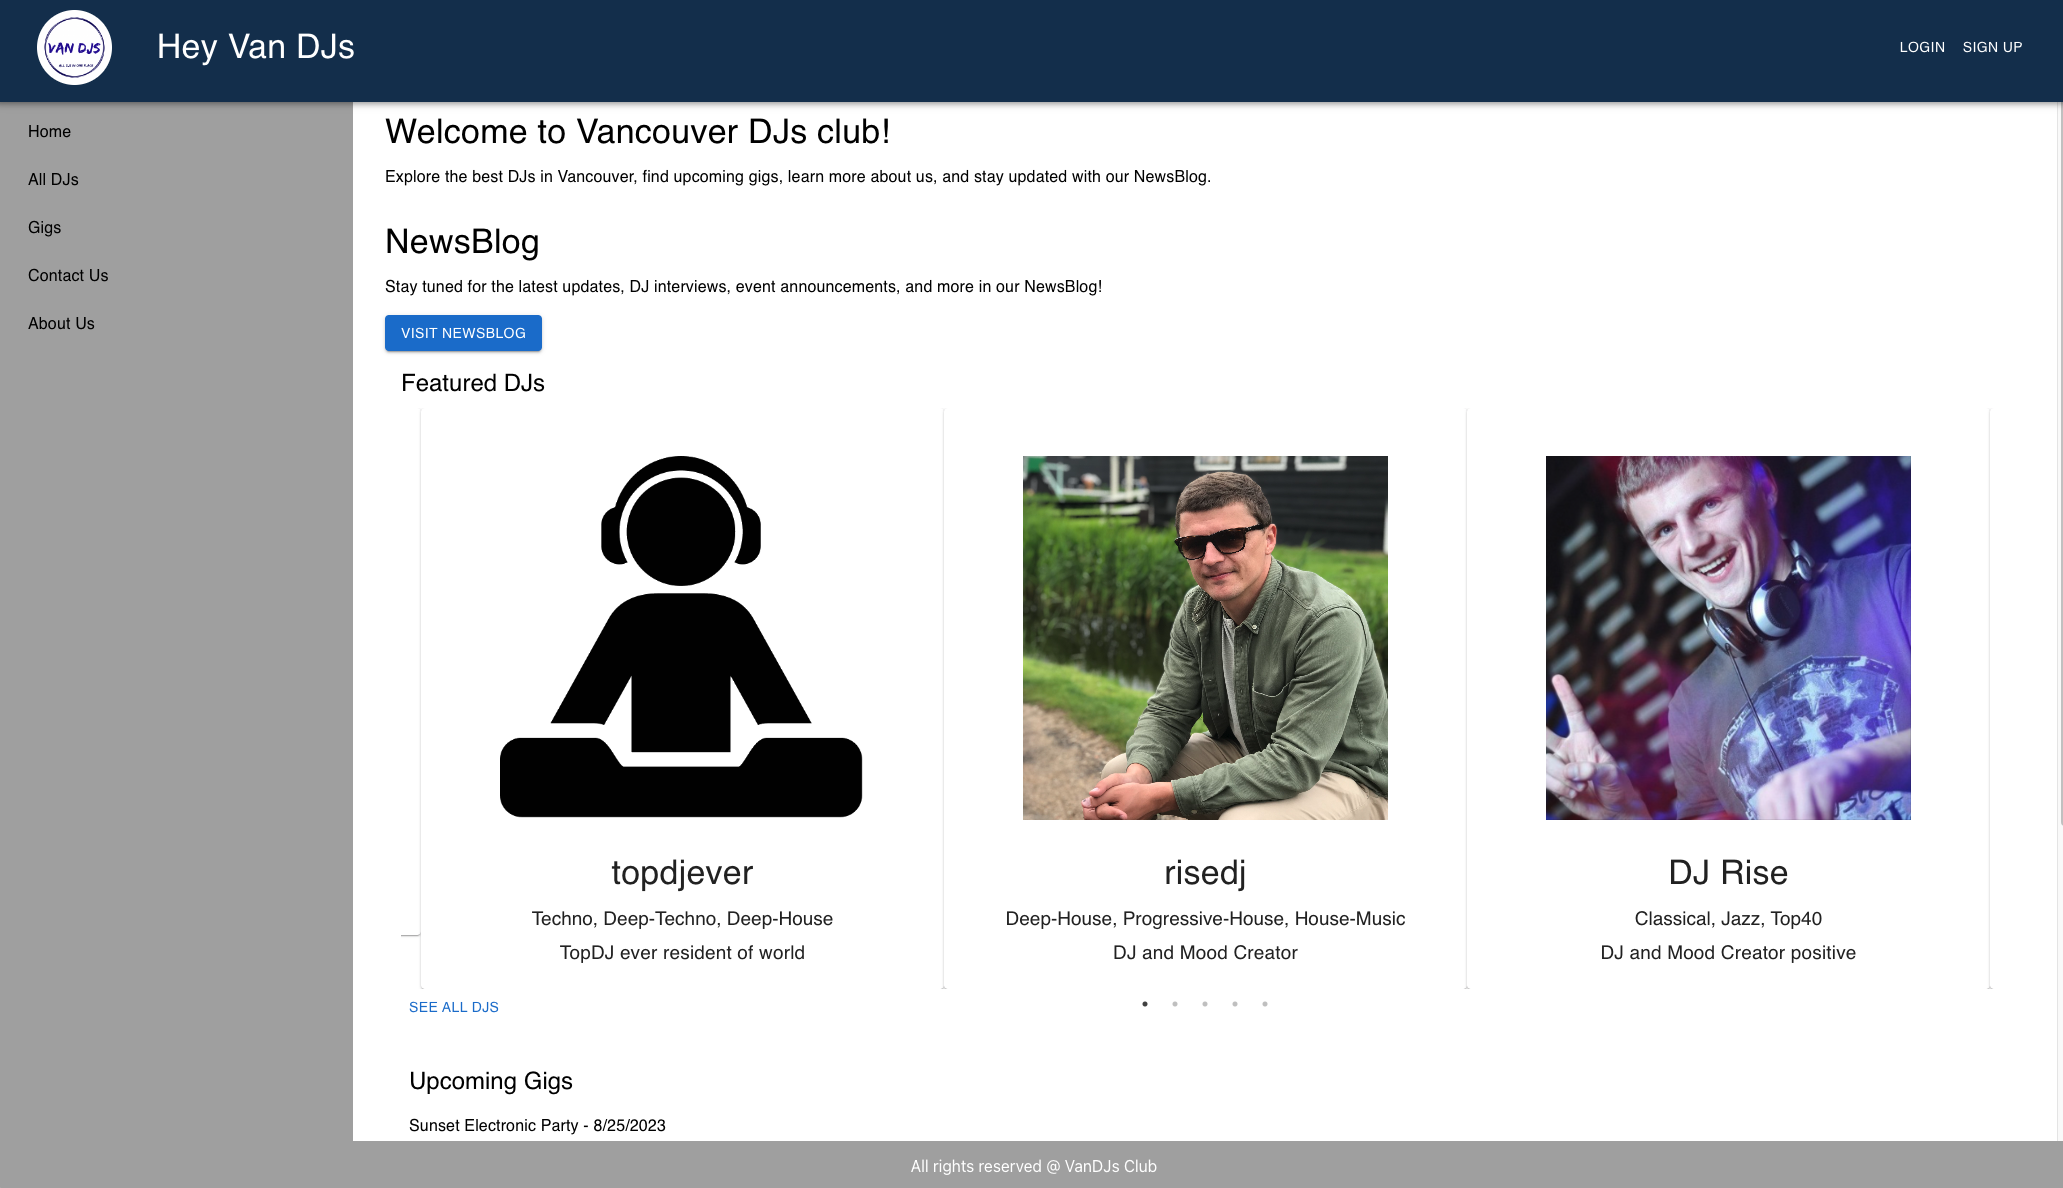 VAN DJS
Hey Van DJs
LOGIN
SIGN UP
Home
All DJs
Gigs
Contact Us
About Us
Welcome to Vancouver DJs club!
Explore the best DJs in Vancouver, find upcoming gigs, learn more about us, and stay updated with our NewsBlog.
NewsBlog
Stay tuned for the latest updates, DJ interviews, event announcements, and more in our NewsBlog!
VISIT NEWSBLOG
Featured DJs
topdjever
Techno, Deep-Techno, Deep-House
TopDJ ever resident of world
risedj
Deep-House, Progressive-House, House-Music
DJ and Mood Creator
DJ Rise
Classical, Jazz, Top40
DJ and Mood Creator positive
SEE ALL DJS
Upcoming Gigs
Sunset Electronic Party - 8/25/2023
All rights reserved @ VanDJs Club